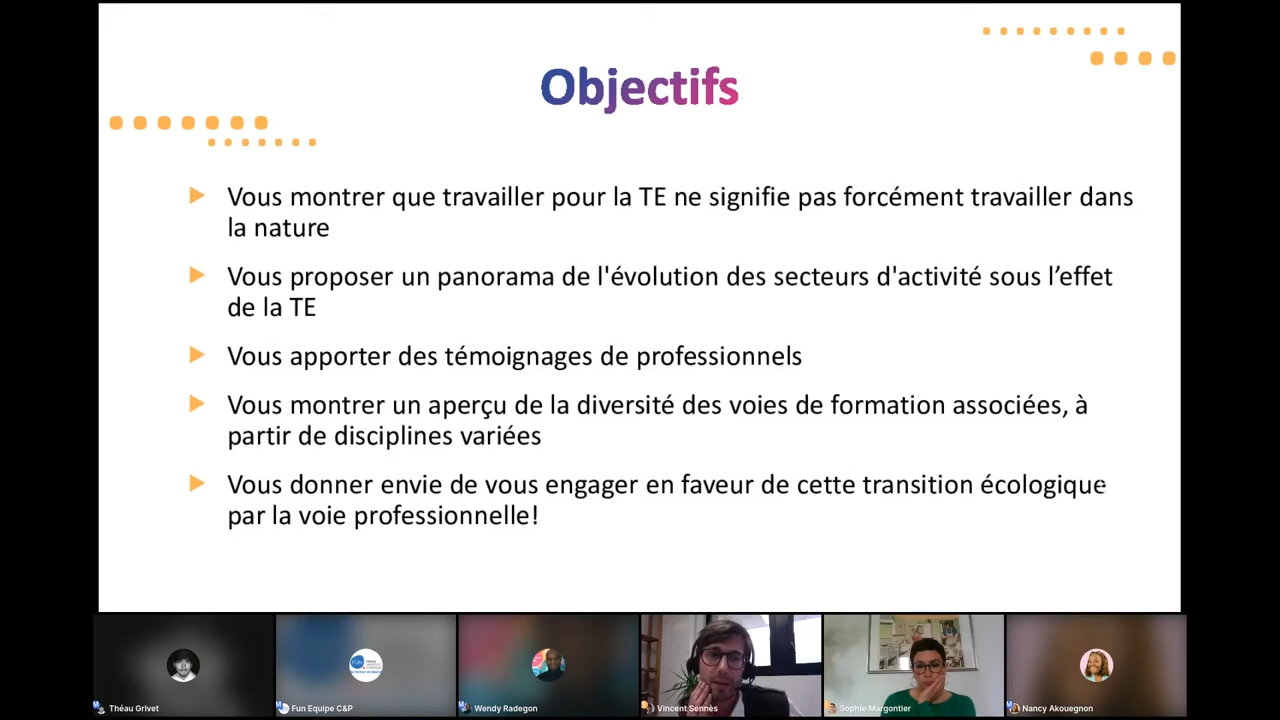 Objectifs
Vous montrer que travailler pour la TE ne signifie pas forcément travailler dans
la nature
Vous proposer un panorama de l'évolution des secteurs d'activité sous l’effet
de la TE
Vous apporter des témoignages de professionnels
Vous montrer un aperçu de la diversité des voies de formation associées, à
partir de disciplines variées
Vous donner envie de vous engager en faveur de cette transition écologique
par la voie professionnelle!
FUN
Théau Grivet
Fun Equipe C&P
Wendy Radegon
Vincent Sennès
Sophie Margontier
Nancy Akouegnon